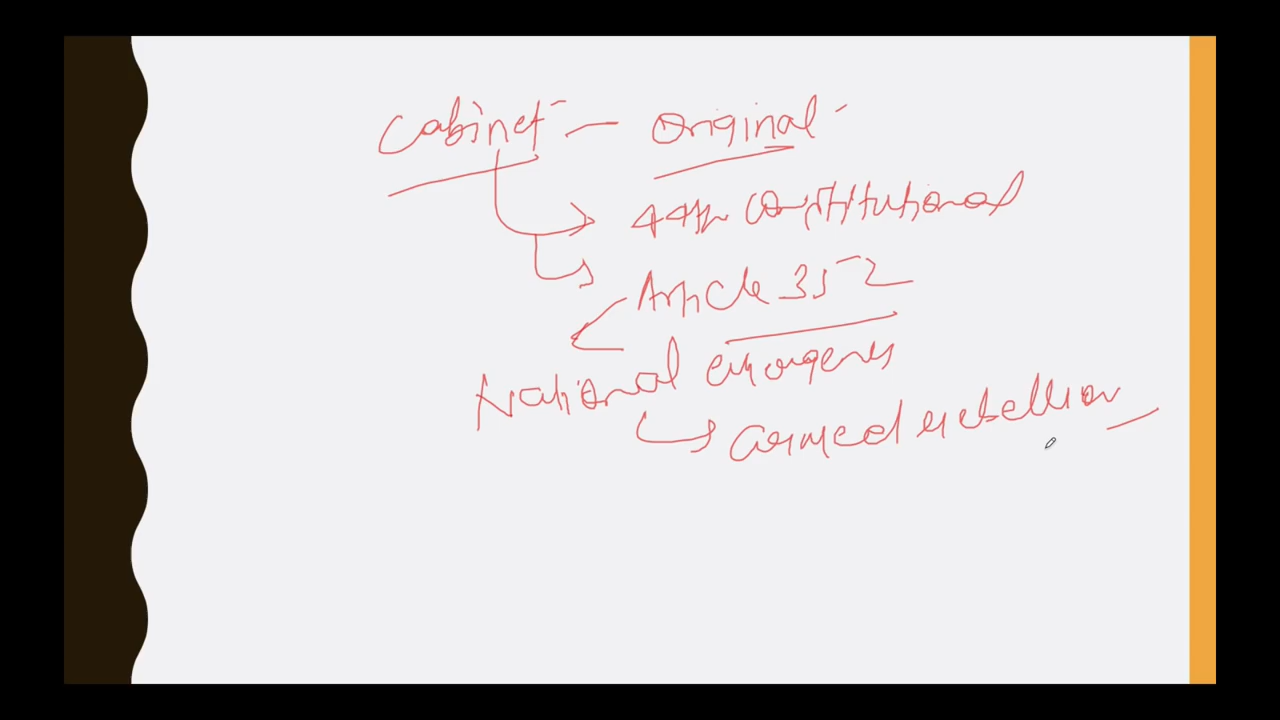 Cabinet - Original
44th Constitutional
Article 352
National emergency
armed rebellion